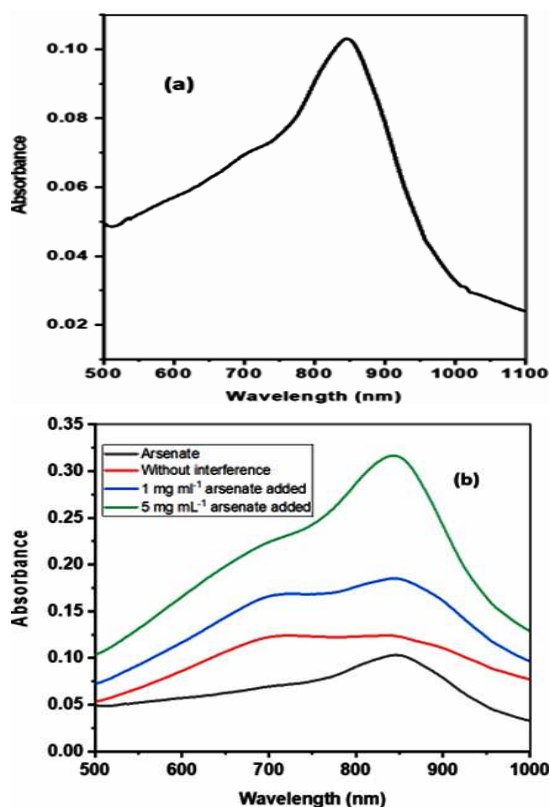 (a)
Absorbance
0.10
0.08
0.06
0.04
0.02
500 600 700 800 900 1000 1100
Wavelength (nm)
(b)
Arsenate
Without interference
1 mg ml⁻¹ arsenate added
5 mg mL⁻¹ arsenate added
Absorbance
0.35
0.30
0.25
0.20
0.15
0.10
0.05
0.00
500 600 700 800 900 1000
Wavelength (nm)